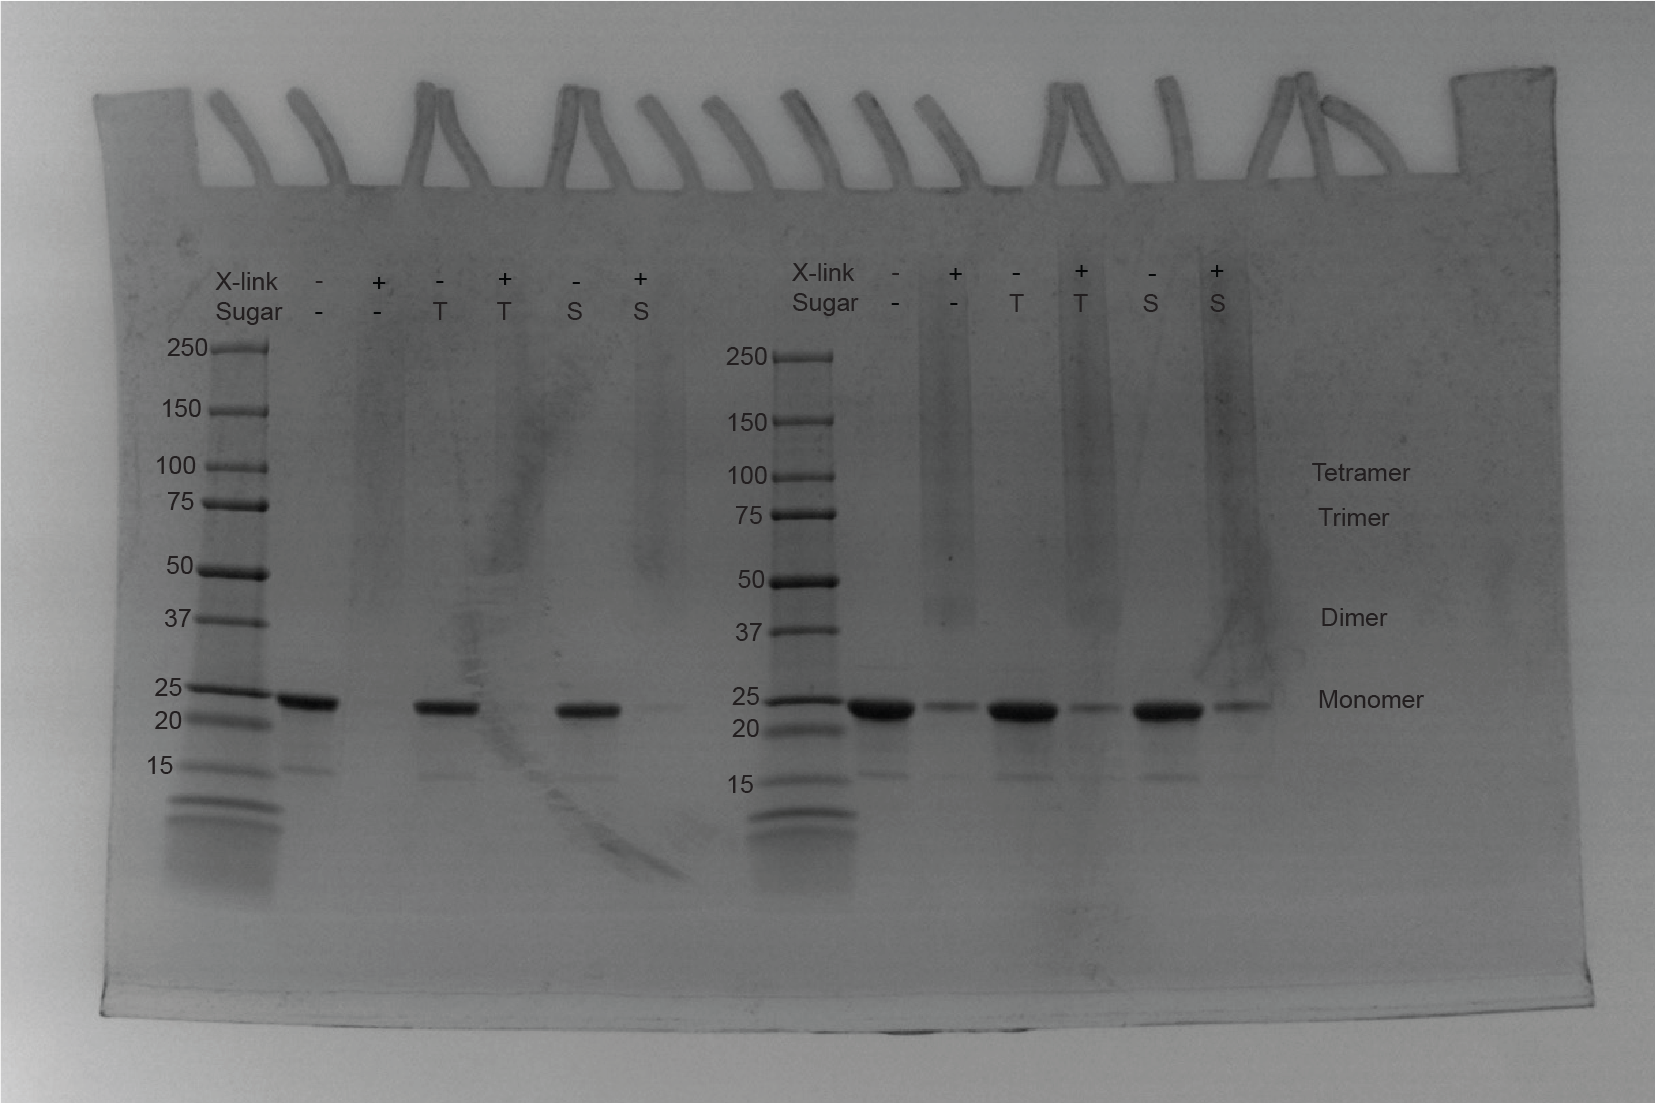 X-link - + - + - +
Sugar - - T T S S
250
150
100
75
50
37
25
20
15
X-link - + - + - +
Sugar - - T T S S
250
150
100
75
50
37
25
20
15
Tetramer
Trimer
Dimer
Monomer